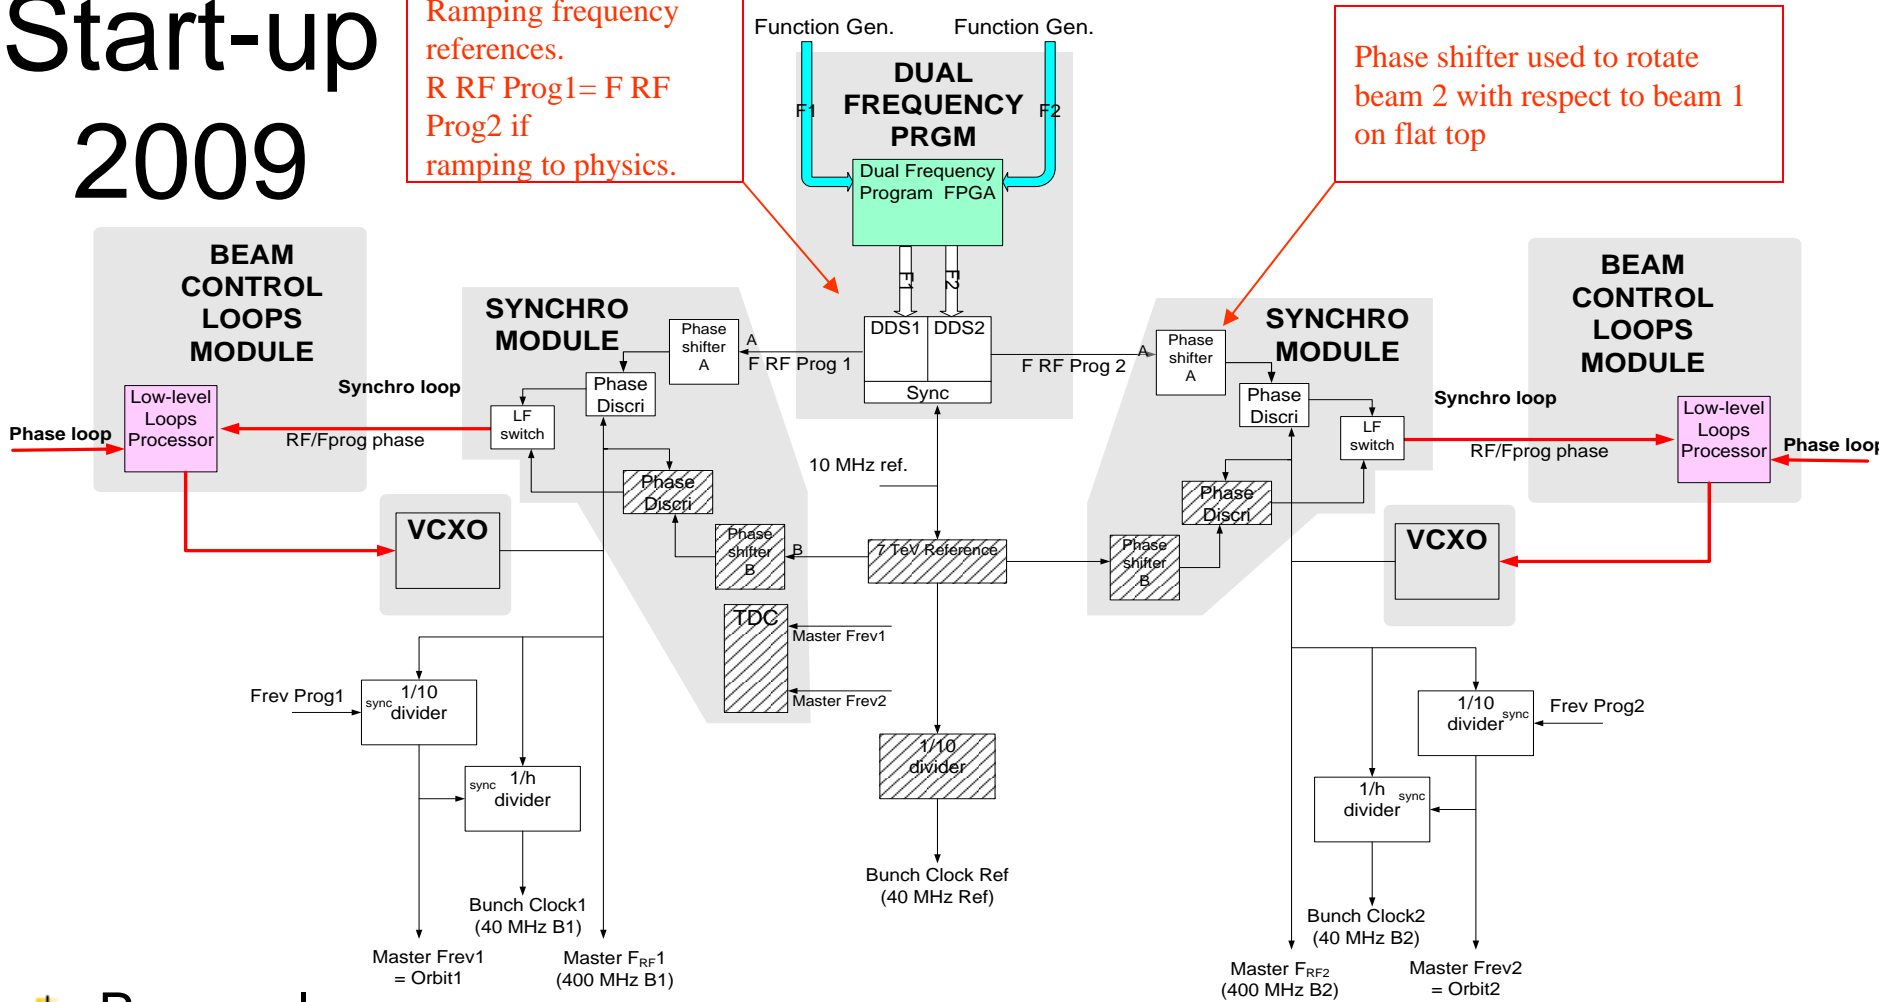 Start-up
2009
Ramping frequency
references.
R RF Prog1= F RF
Prog2 if
ramping to physics.
Function Gen.
Function Gen.
Phase shifter used to rotate
beam 2 with respect to beam 1
on flat top
DUAL
FREQUENCY
PRGM
F1
F2
Dual Frequency
Program FPGA
F1
F2
DDS1
DDS2
Sync
BEAM
CONTROL
LOOPS
MODULE
SYNCHRO
MODULE
Phase
shifter
A
A
F RF Prog 1
F RF Prog 2
A
Phase
shifter
A
SYNCHRO
MODULE
BEAM
CONTROL
LOOPS
MODULE
Phase loop
Low-level
Loops
Processor
Synchro loop
RF/Fprog phase
LF
switch
Phase
Discri
Phase
Discri
LF
switch
Synchro loop
RF/Fprog phase
Low-level
Loops
Processor
Phase loop
10 MHz ref.
Phase
Discri
Phase
Discri
VCXO
Phase
shifter
B
B
7 TeV Reference
Phase
shifter
B
VCXO
TDC
Master Frev1
Master Frev2
Frev Prog1
sync
1/10
divider
1/10
divider
sync
Frev Prog2
sync
1/h
divider
1/10
divider
1/h
divider
sync
Bunch Clock1
(40 MHz B1)
Bunch Clock Ref
(40 MHz Ref)
Bunch Clock2
(40 MHz B2)
Master Frev1
= Orbit1
Master FRF1
(400 MHz B1)
Master FRF2
(400 MHz B2)
Master Frev2
= Orbit2